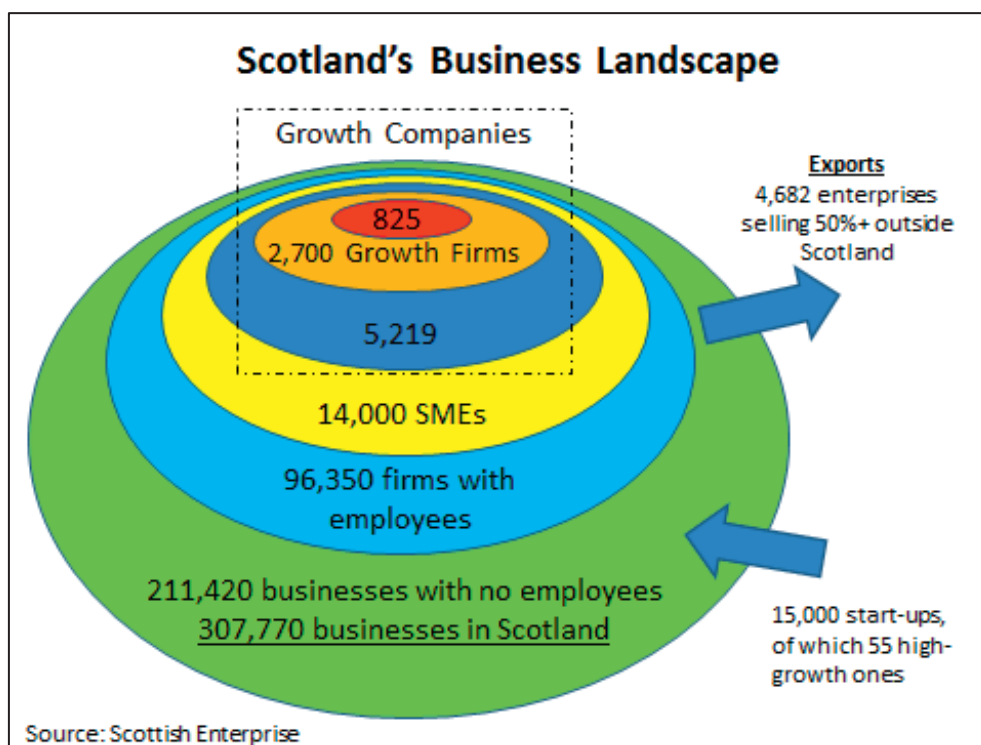 Scotland's Business Landscape
Growth Companies
825
2,700 Growth Firms
5,219
14,000 SMEs
96,350 firms with
employees
211,420 businesses with no employees
307,770 businesses in Scotland
Exports
4,682 enterprises
selling 50%+ outside
Scotland
15,000 start-ups,
of which 55 high-
growth ones
Source: Scottish Enterprise